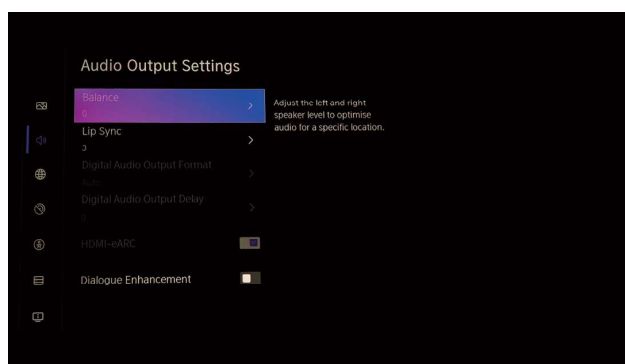 Audio Output Settings
Balance
0
Adjust the left and right
speaker level to optimise
audio for a specific location.
Lip Sync
3
Digital Audio Output Format
Auto
Digital Audio Output Delay
0
HDMI-eARC
Dialogue Enhancement